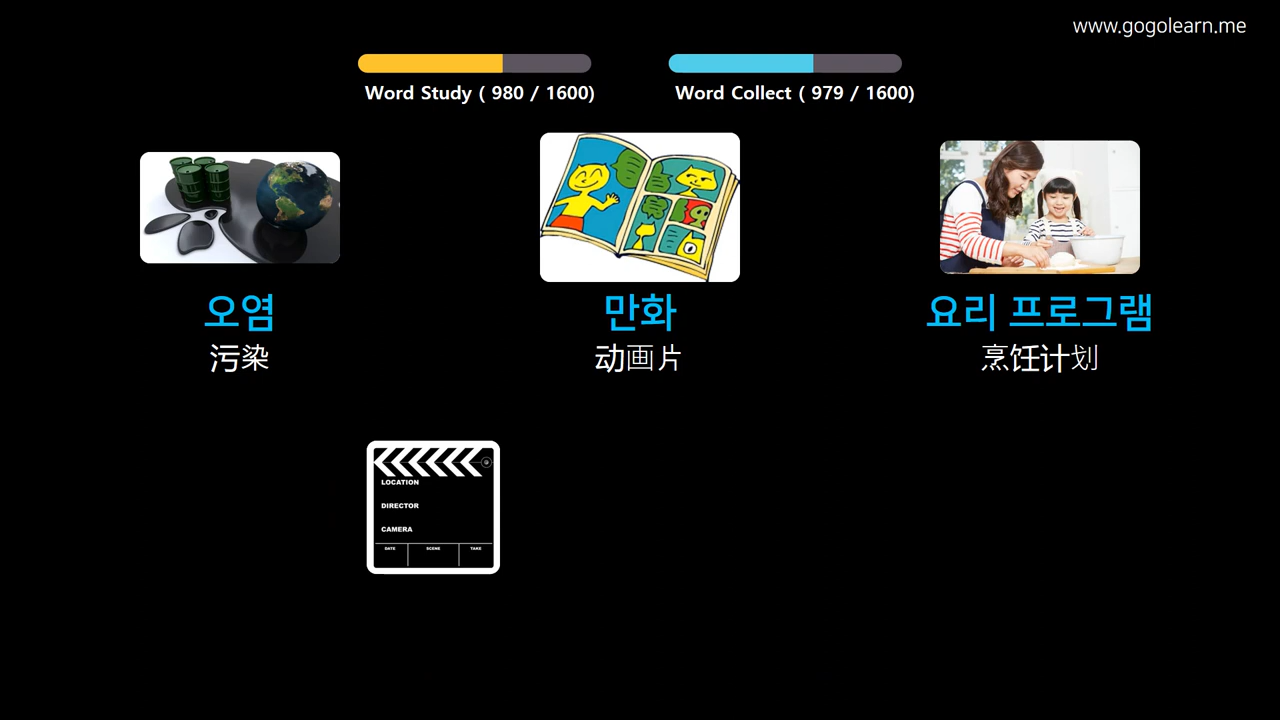 www.gogolearn.me
Word Study ( 980 / 1600)
Word Collect ( 979 / 1600)
오염
만화
요리 프로그램
污染
动画片
烹饪计划
LOCATION
DIRECTOR
CAMERA
DATE SCENE TAKE